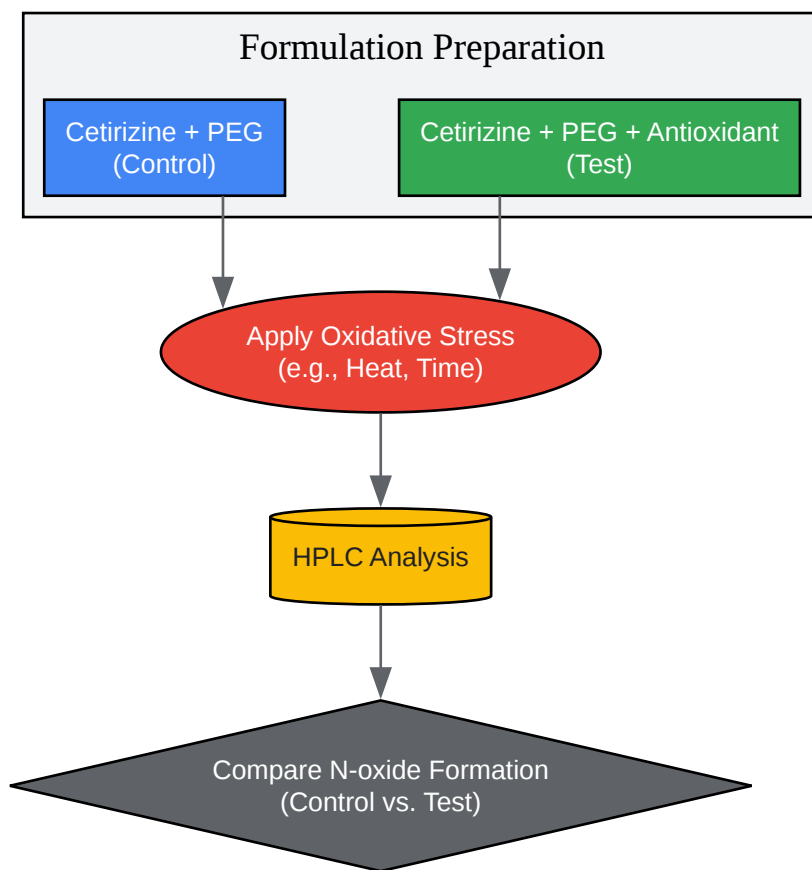 Formulation Preparation
Cetirizine + PEG
(Control)
Cetirizine + PEG + Antioxidant
(Test)
Apply Oxidative Stress
(e.g., Heat, Time)
HPLC Analysis
Compare N-oxide Formation
(Control vs. Test)